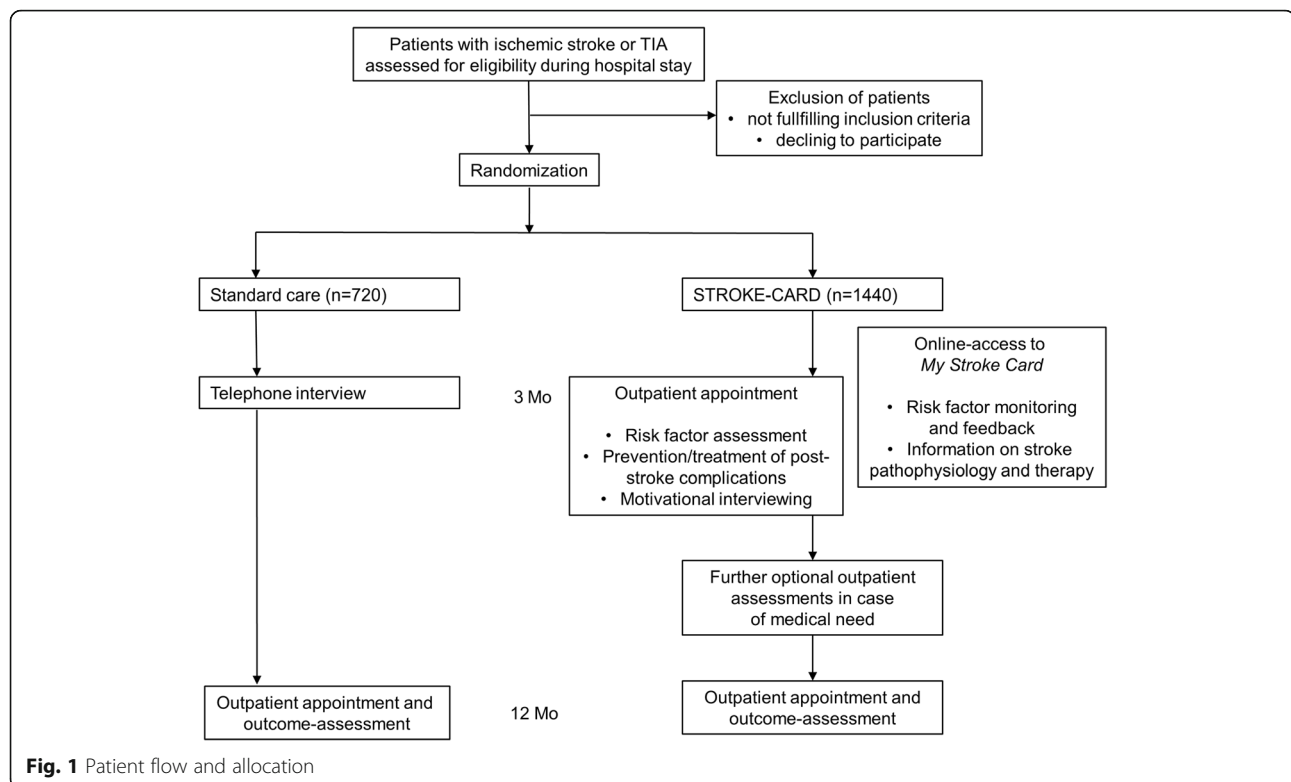 Patients with ischemic stroke or TIA
assessed for eligibility during hospital stay
Exclusion of patients
• not fullfilling inclusion criteria
• declinig to participate
Randomization
Standard care (n=720)
STROKE-CARD (n=1440)
Online-access to
My Stroke Card
• Risk factor monitoring
and feedback
• Information on stroke
pathophysiology and therapy
Telephone interview
3 Mo
Outpatient appointment
• Risk factor assessment
• Prevention/treatment of post-
stroke complications
• Motivational interviewing
Further optional outpatient
assessments in case
of medical need
Outpatient appointment and
outcome-assessment
12 Mo
Outpatient appointment and
outcome-assessment
Fig. 1 Patient flow and allocation